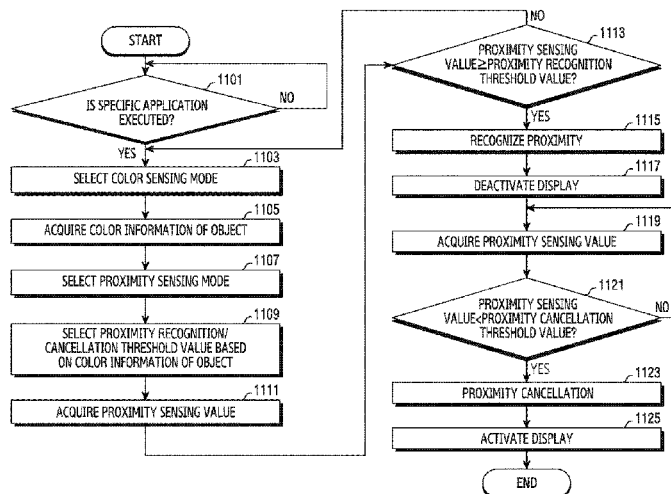 START
1101
IS SPECIFIC APPLICATION
EXECUTED?
NO
YES
1103
SELECT COLOR SENSING MODE
1105
ACQUIRE COLOR INFORMATION OF OBJECT
1107
SELECT PROXIMITY SENSING MODE
1109
SELECT PROXIMITY RECOGNITION/
CANCELLATION THRESHOLD VALUE BASED
ON COLOR INFORMATION OF OBJECT
1111
ACQUIRE PROXIMITY SENSING VALUE
NO
1113
PROXIMITY SENSING
VALUE≥PROXIMITY RECOGNITION
THRESHOLD VALUE?
YES
1115
RECOGNIZE PROXIMITY
1117
DEACTIVATE DISPLAY
1119
ACQUIRE PROXIMITY SENSING VALUE
1121
PROXIMITY SENSING
VALUE<PROXIMITY CANCELLATION
THRESHOLD VALUE?
NO
YES
1123
PROXIMITY CANCELLATION
1125
ACTIVATE DISPLAY
END